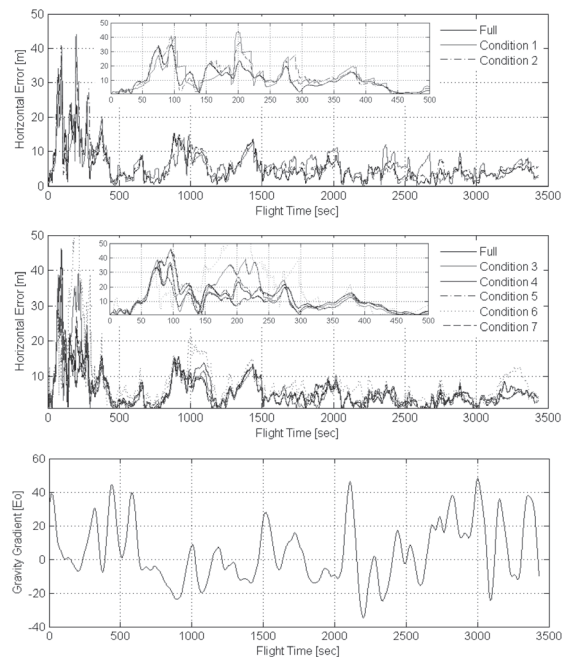 50
40
30
20
10
0
Horizontal Error [m]
40
30
20
10
0 50 100 150 200 250 300 350 400 450 500
Full
Condition 1
Condition 2
0 500 1000 1500 2000 2500 3000 3500
Flight Time [sec]
50
40
30
20
10
Horizontal Error [m]
50
40
30
20
10
0 50 100 150 200 250 300 350 400 450 500
Full
Condition 3
Condition 4
Condition 5
Condition 6
Condition 7
0 500 1000 1500 2000 2500 3000 3500
Flight Time [sec]
60
40
20
0
-20
-40
Gravity Gradient [Eo]
0 500 1000 1500 2000 2500 3000 3500
Flight Time [sec]